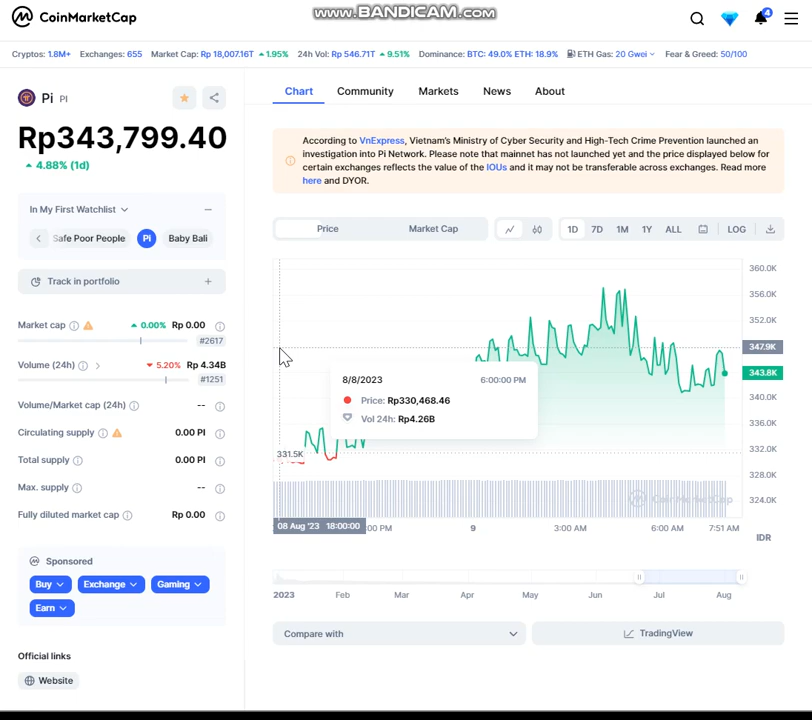 CoinMarketCap
www.BANDICAM.com
4
Cryptos: 1.8M+ Exchanges: 655 Market Cap: Rp 18,007.16T 1.95% 24h Vol: Rp 546.71T 9.51% Dominance: BTC: 49.0% ETH: 18.9% ETH Gas: 20 Gwei Fear & Greed: 50/100
Pi PI
Rp343,799.40
4.88% (1d)
In My First Watchlist
Safe Poor People
Pi
Baby Bali
Track in portfolio +
Market cap 0.00% Rp 0.00
#2617
Volume (24h) 5.20% Rp 4.34B
#1251
Volume/Market cap (24h) --
Circulating supply 0.00 PI
Total supply 0.00 PI
Max. supply --
Fully diluted market cap Rp 0.00
Sponsored
Buy Exchange Gaming
Earn
Official links
Website
Chart Community Markets News About
According to VnExpress, Vietnam's Ministry of Cyber Security and High-Tech Crime Prevention launched an
investigation into Pi Network. Please note that mainnet has not launched yet and the price displayed below for
certain exchanges reflects the value of the IOUs and it may not be transferable across exchanges. Read more
here and DYOR.
Price Market Cap 1D 7D 1M 1Y ALL LOG
360.0K
356.0K
352.0K
347.9K
343.8K
340.0K
336.0K
332.0K
328.0K
324.0K
8/8/2023 6:00:00 PM
Price: Rp330,468.46
Vol 24h: Rp4.26B
331.5K
CoinMarketCap
08 Aug '23 18:00:00 :00 PM 9 3:00 AM 6:00 AM 7:51 AM
IDR
2023 Feb Mar Apr May Jun Jul Aug
Compare with
TradingView